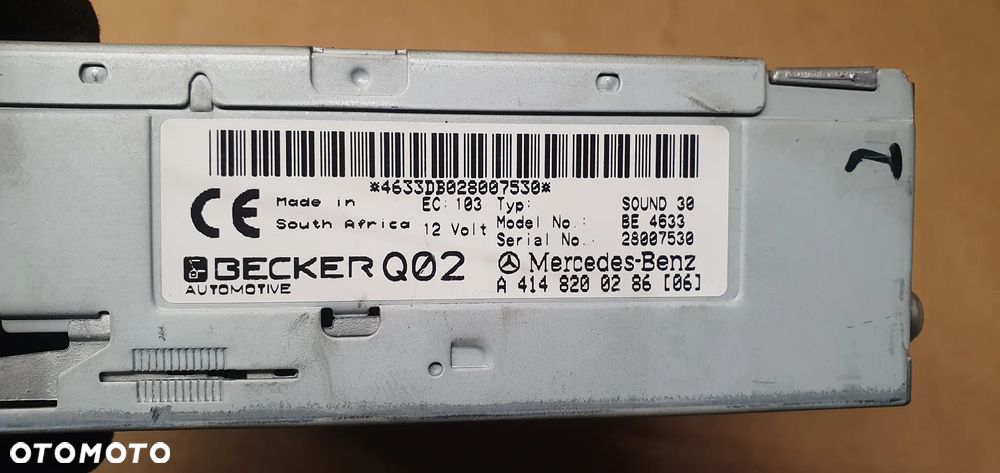 *4633DB028007530*
CE
Made in
South Africa
EC: 103
12 Volt
Typ: SOUND 30
Model No.: BE 4633
Serial No.: 28007530
BECKER Q02
AUTOMOTIVE
Mercedes-Benz
A 414 820 02 86 [06]
OTOMOTO